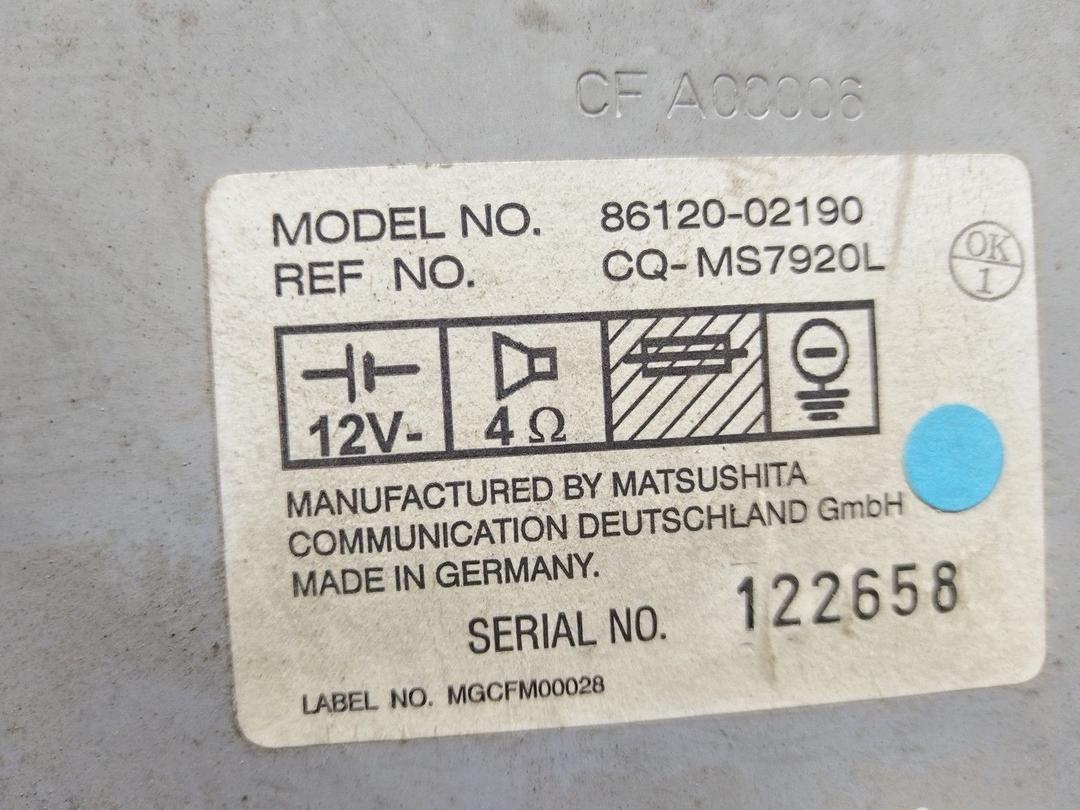 CF A00006
MODEL NO. 86120-02190
REF NO. CQ-MS7920L
OK
1
12V-
4 Ω
MANUFACTURED BY MATSUSHITA
COMMUNICATION DEUTSCHLAND GmbH
MADE IN GERMANY.
SERIAL NO. 122658
LABEL NO. MGCFM00028